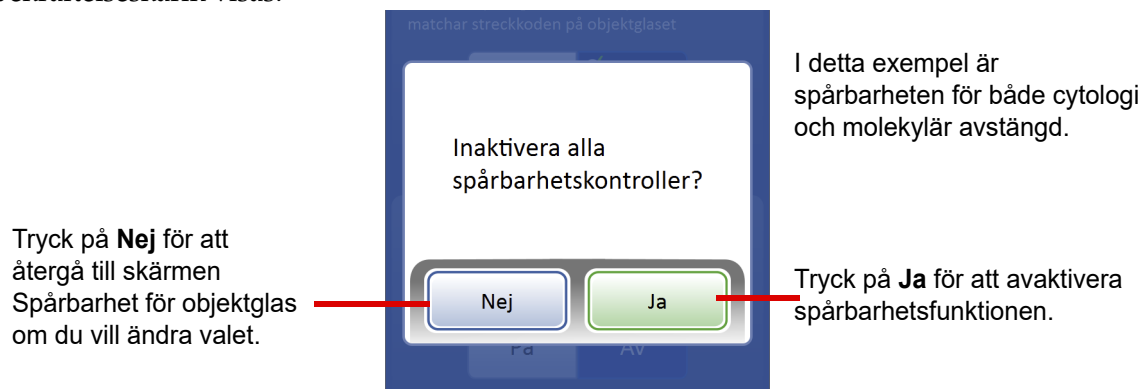 matchar streckkoden på objektglaset
I detta exempel är
spårbarheten för både cytologi
och molekylär avstängd.
Inaktivera alla
spårbarhetskontroller?
Tryck på Nej för att
återgå till skärmen
Spårbarhet för objektglas
om du vill ändra valet.
Nej
Ja
Tryck på Ja för att avaktivera
spårbarhetsfunktionen.
På
Av